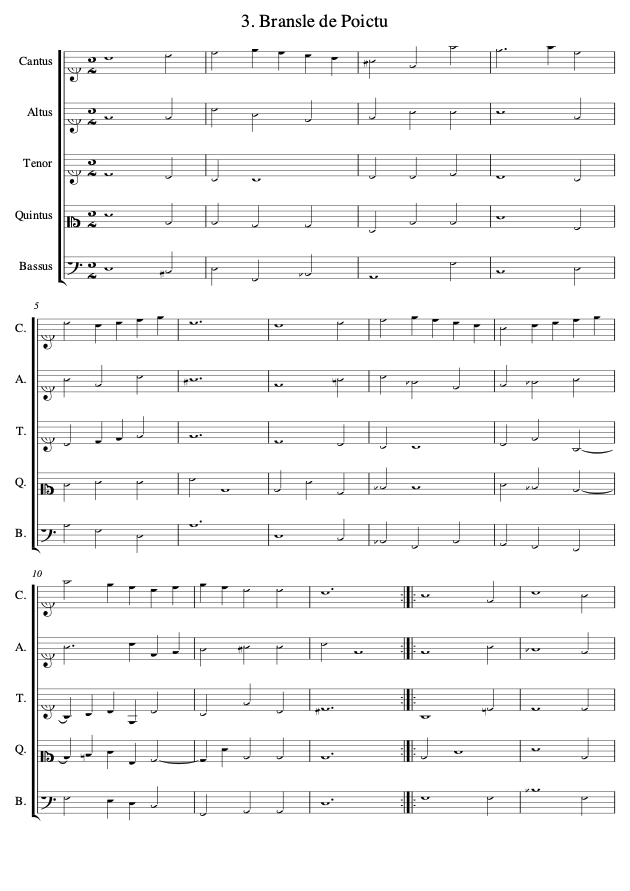 3. Bransle de Poictu
Cantus
Altus
Tenor
Quintus
Bassus
5
C.
A.
T.
Q.
B.
10
C.
A.
T.
Q.
B.